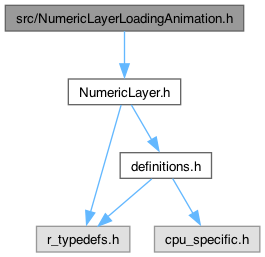 src/NumericLayerLoadingAnimation.h
NumericLayer.h
definitions.h
r_typedefs.h
cpu_specific.h